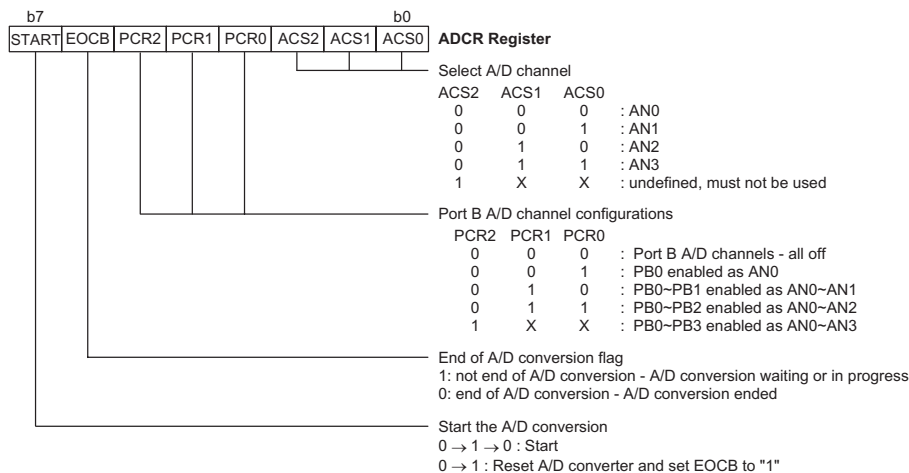 b7 b0
START EOCB PCR2 PCR1 PCR0 ACS2 ACS1 ACS0 ADCR Register
Select A/D channel
ACS2 ACS1 ACS0
0 0 0 : AN0
0 0 1 : AN1
0 1 0 : AN2
0 1 1 : AN3
1 X X : undefined, must not be used
Port B A/D channel configurations
PCR2 PCR1 PCR0
0 0 0 : Port B A/D channels - all off
0 0 1 : PB0 enabled as AN0
0 1 0 : PB0~PB1 enabled as AN0~AN1
0 1 1 : PB0~PB2 enabled as AN0~AN2
1 X X : PB0~PB3 enabled as AN0~AN3
End of A/D conversion flag
1: not end of A/D conversion - A/D conversion waiting or in progress
0: end of A/D conversion - A/D conversion ended
Start the A/D conversion
0 → 1 → 0 : Start
0 → 1 : Reset A/D converter and set EOCB to "1"